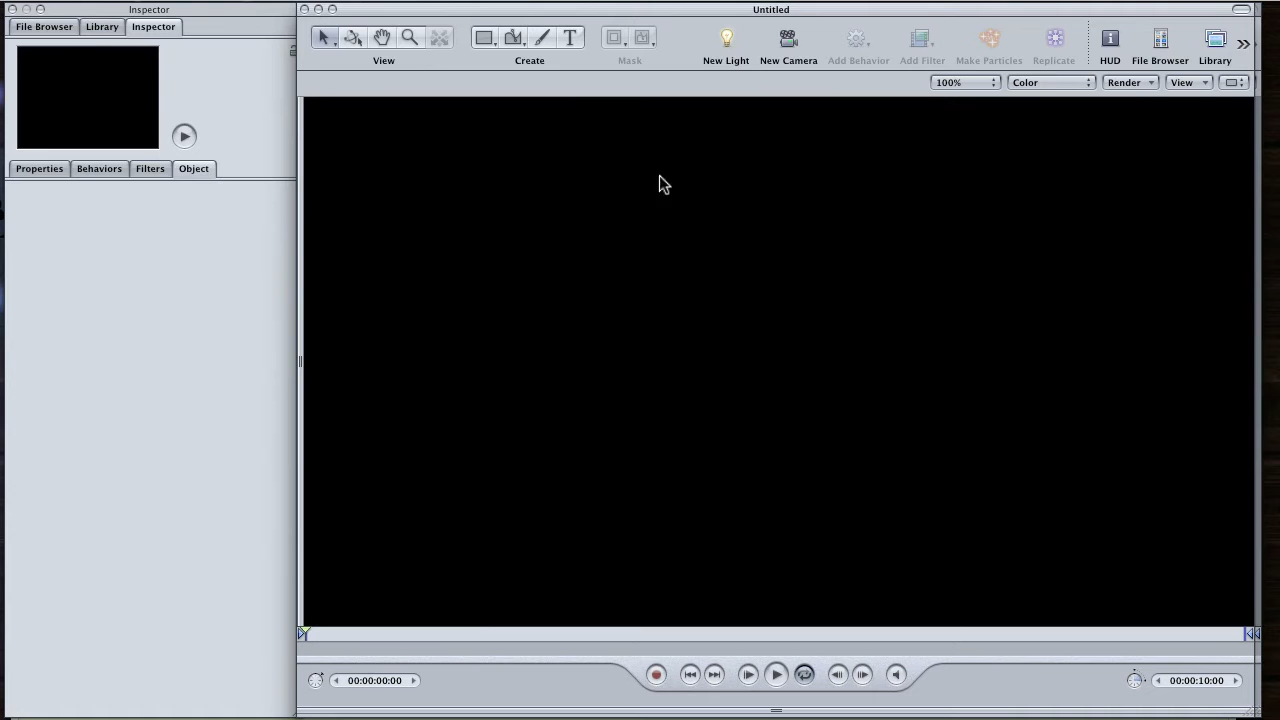 Inspector
Untitled
File Browser Library Inspector
View Create Mask New Light New Camera Add Behavior Add Filter Make Particles Replicate HUD File Browser Library
100% Color Render View
Properties Behaviors Filters Object
00:00:00:00 00:00:10:00